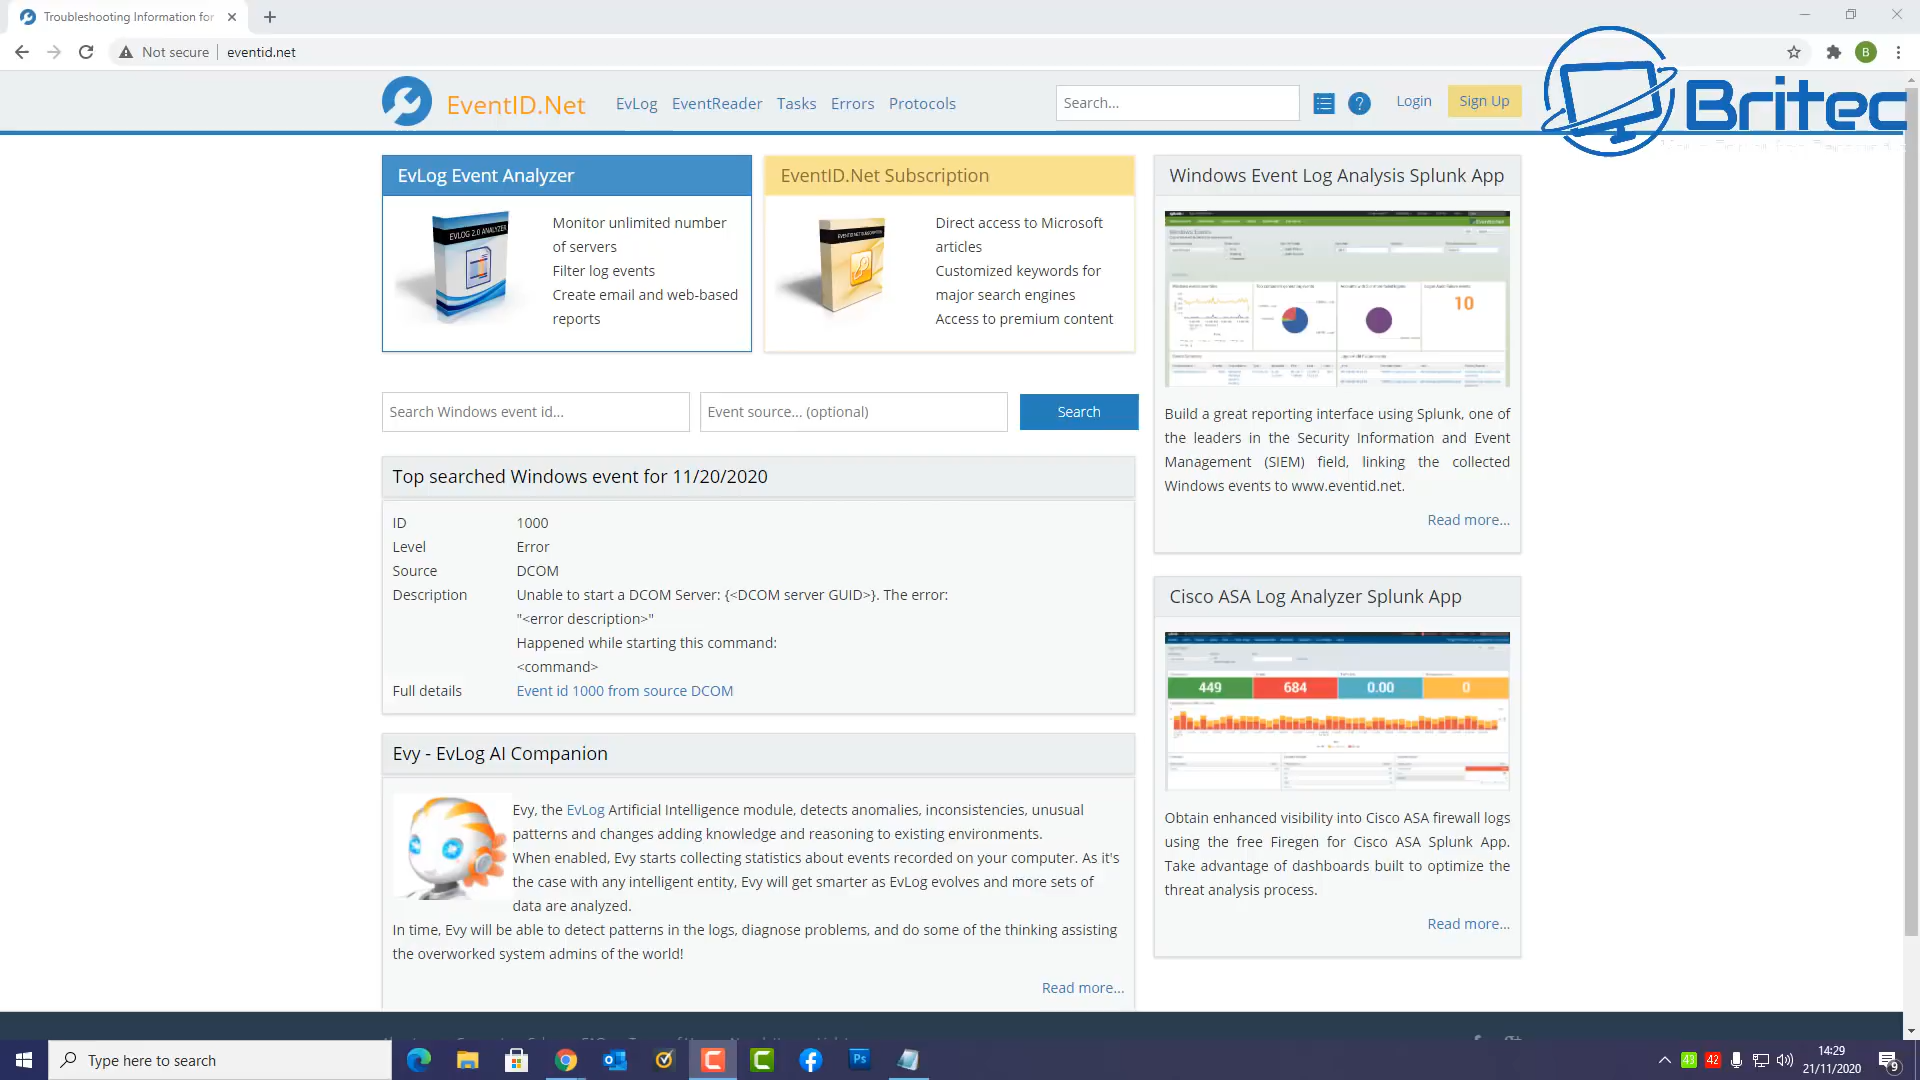 Troubleshooting Information for
Not secure
eventid.net
B
Britec
EventID.Net
EvLog
EventReader
Tasks
Errors
Protocols
Search...
?
Login
Sign Up
EvLog Event Analyzer
EVLOG 2.0 ANALYZER
Monitor unlimited number
of servers
Filter log events
Create email and web-based
reports
EventID.Net Subscription
EVENTID.NET SUBSCRIPTION
Direct access to Microsoft
articles
Customized keywords for
major search engines
Access to premium content
Windows Event Log Analysis Splunk App
10
Build a great reporting interface using Splunk, one of
the leaders in the Security Information and Event
Management (SIEM) field, linking the collected
Windows events to www.eventid.net.
Read more...
Search Windows event id...
Event source... (optional)
Search
Top searched Windows event for 11/20/2020
ID 1000
Level Error
Source DCOM
Description Unable to start a DCOM Server: {<DCOM server GUID>}. The error:
"<error description>"
Happened while starting this command:
<command>
Full details Event id 1000 from source DCOM
Cisco ASA Log Analyzer Splunk App
449
684
0.00
0
Obtain enhanced visibility into Cisco ASA firewall logs
using the free Firegen for Cisco ASA Splunk App.
Take advantage of dashboards built to optimize the
threat analysis process.
Read more...
Evy - EvLog AI Companion
Evy, the EvLog Artificial Intelligence module, detects anomalies, inconsistencies, unusual
patterns and changes adding knowledge and reasoning to existing environments.
When enabled, Evy starts collecting statistics about events recorded on your computer. As it's
the case with any intelligent entity, Evy will get smarter as EvLog evolves and more sets of
data are analyzed.
In time, Evy will be able to detect patterns in the logs, diagnose problems, and do some of the thinking assisting
the overworked system admins of the world!
Read more...
Type here to search
Ps
43
42
14:29
21/11/2020
9